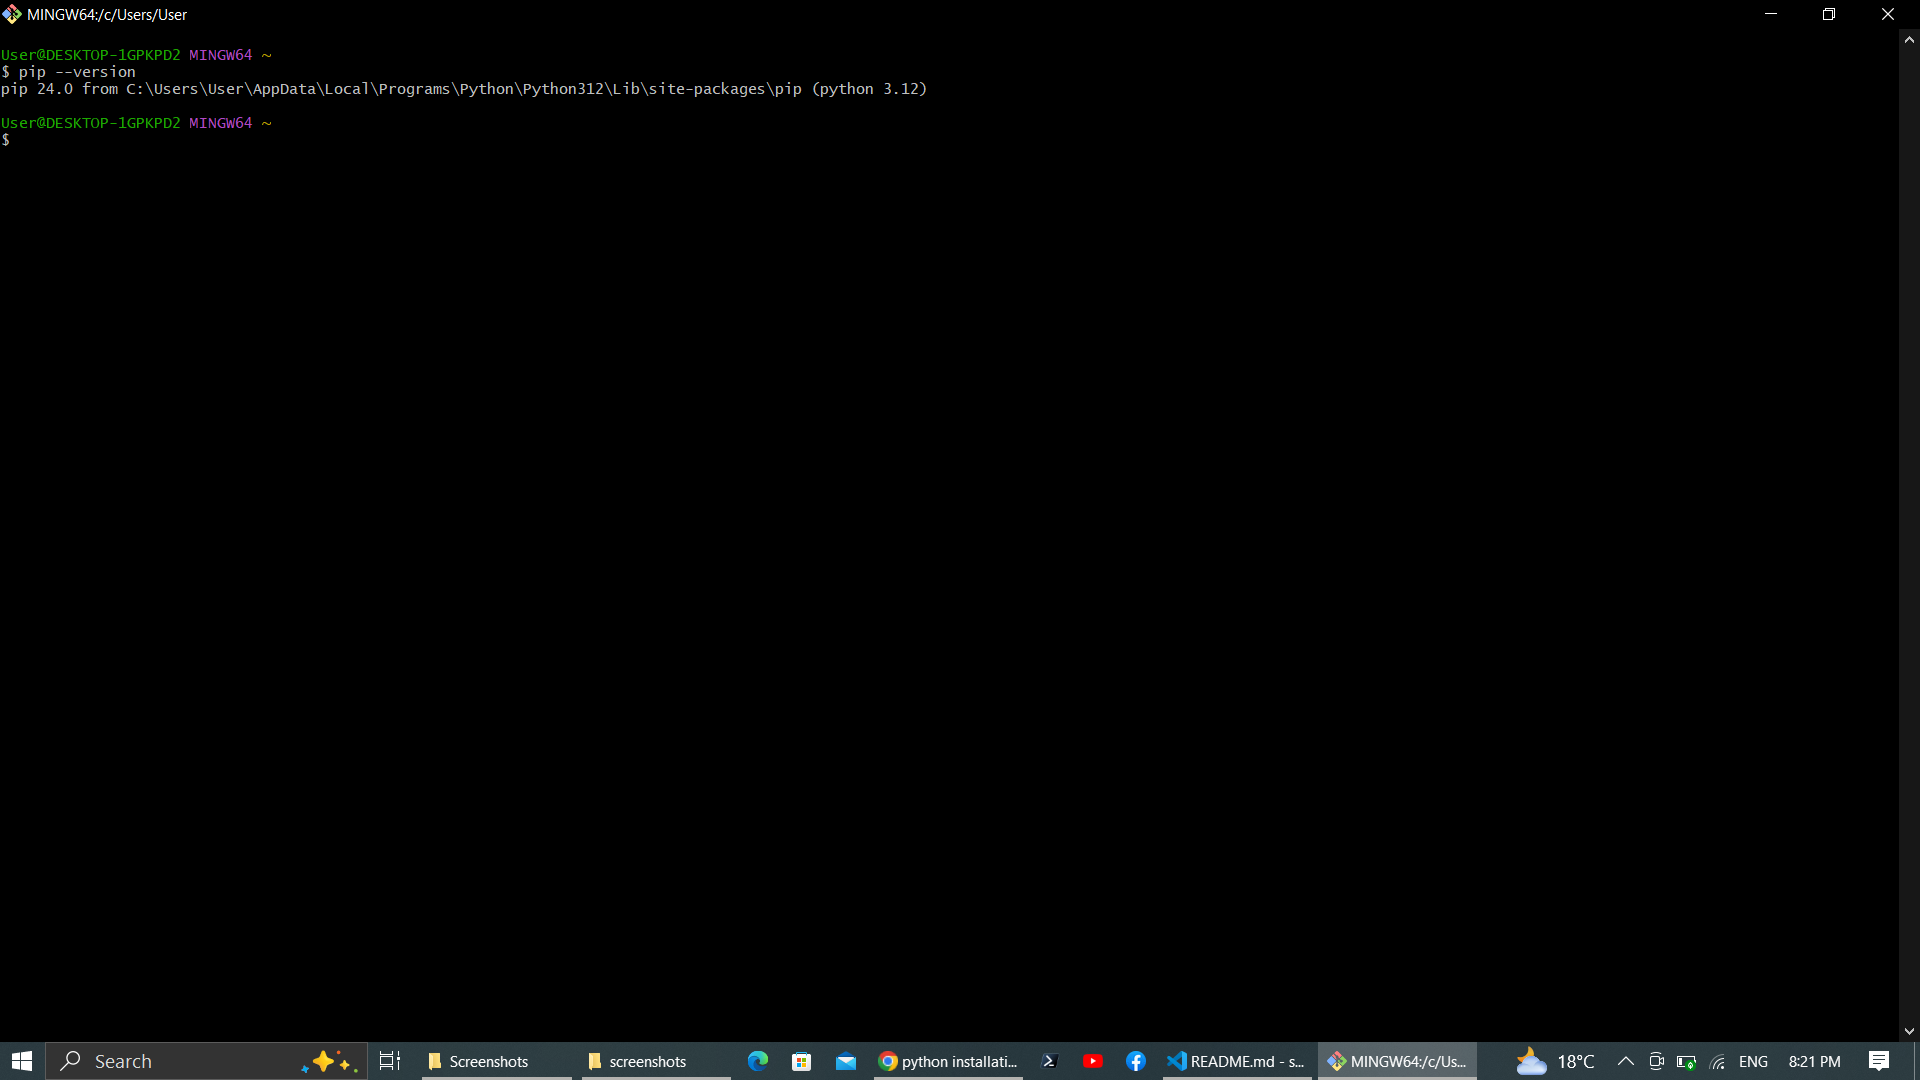 MINGW64:/c/Users/User
User@DESKTOP-1GPKPD2 MINGW64 ~
$ pip --version
pip 24.0 from C:\Users\User\AppData\Local\Programs\Python\Python312\Lib\site-packages\pip (python 3.12)
User@DESKTOP-1GPKPD2 MINGW64 ~
$
Search
Screenshots
screenshots
python installati...
README.md - s...
MINGW64:/c/Us...
18°C
ENG
8:21 PM